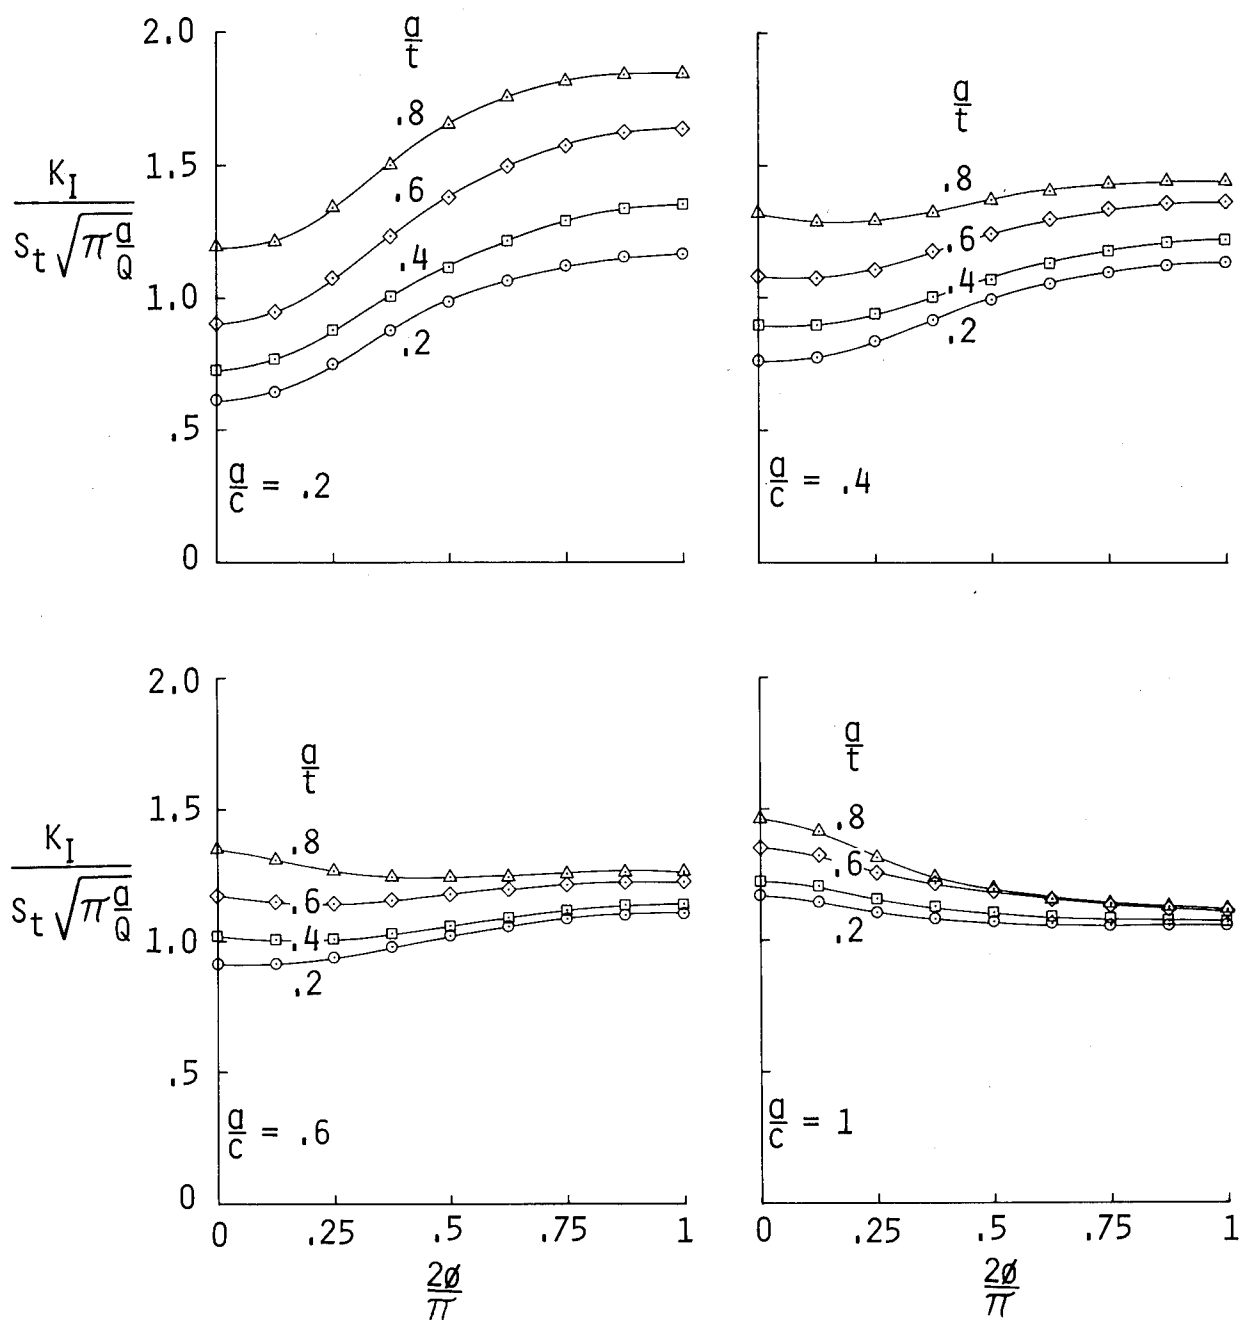 K_I
S_t √π a/Q
2.0
1.5
1.0
.5
0
a/t
.8
.6
.4
.2
a/c = .2
a/t
.8
.6
.4
.2
a/c = .4
K_I
S_t √π a/Q
2.0
1.5
1.0
.5
0
a/t
.8
.6
.4
.2
a/c = .6
0 .25 .5 .75 1
2ø/π
a/t
.8
.6
.2
a/c = 1
0 .25 .5 .75 1
2ø/π